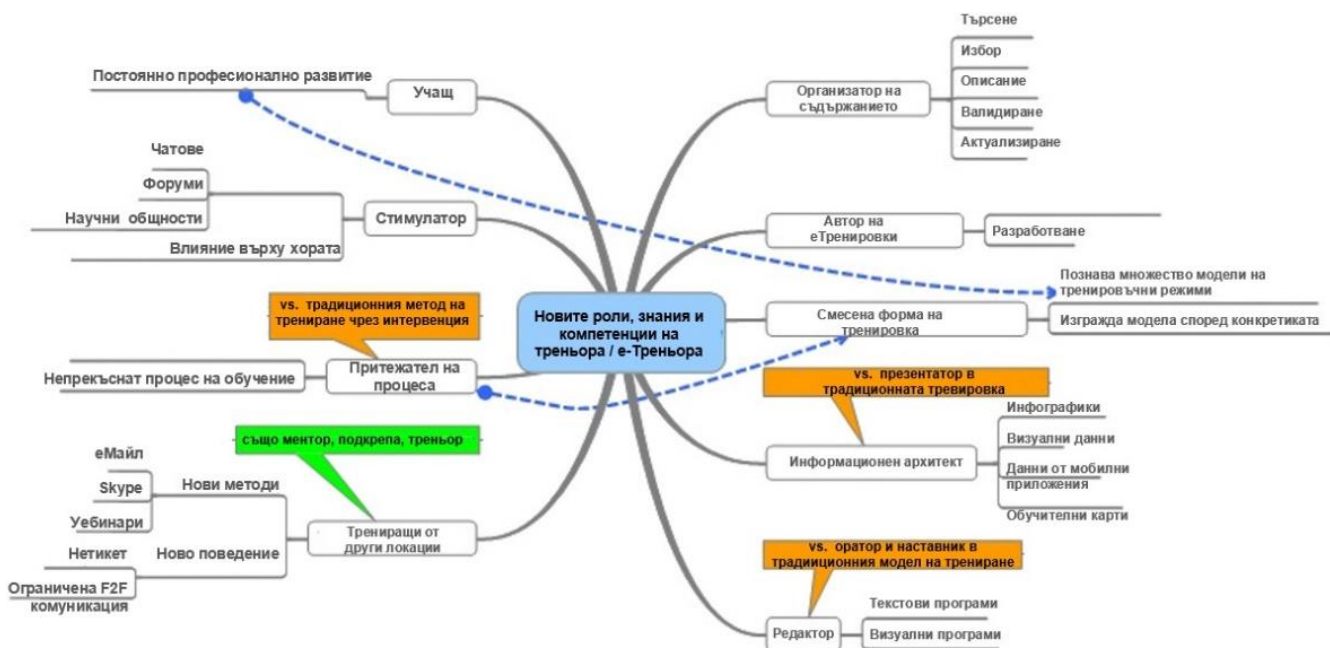 Новите роли, знания и
компетенции на
треньора / е-Треньора
Учащ
Постоянно професионално развитие
Стимулатор
Чатове
Форуми
Научни общности
Влияние върху хората
vs. традиционния метод на
трениране чрез интервенция
Притежател на
процеса
Непрекъснат процес на обучение
също ментор, подкрепа, треньор
Трениращи от
други локации
Нови методи
еМайл
Skype
Уебинари
Ново поведение
Нетикет
Ограничена F2F
комуникация
Организатор на
съдържанието
Търсене
Избор
Описание
Валидиране
Актуализиране
Автор на
еТренировки
Разработване
Смесена форма на
тренировка
Познава множество модели на
тренировъчни режими
Изгражда модела според конкретиката
vs. презентатор в
традиционната тревировка
Информационен архитект
Инфографики
Визуални данни
Данни от мобилни
приложения
Обучителни карти
vs. оратор и наставник в
традииционния модел на трениране
Редактор
Текстови програми
Визуални програми